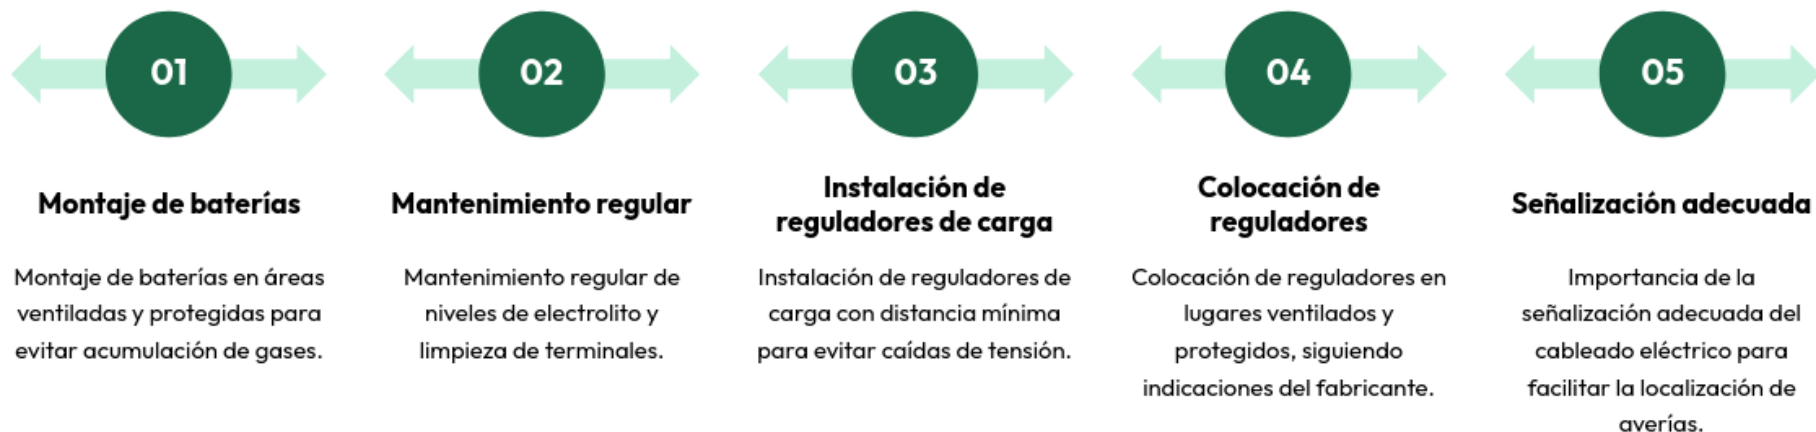 01
Montaje de baterías
Montaje de baterías en áreas
ventiladas y protegidas para
evitar acumulación de gases.
02
Mantenimiento regular
Mantenimiento regular de
niveles de electrolito y
limpieza de terminales.
03
Instalación de
reguladores de carga
Instalación de reguladores de
carga con distancia mínima
para evitar caídas de tensión.
04
Colocación de
reguladores
Colocación de reguladores en
lugares ventilados y
protegidos, siguiendo
indicaciones del fabricante.
05
Señalización adecuada
Importancia de la
señalización adecuada del
cableado eléctrico para
facilitar la localización de
averías.